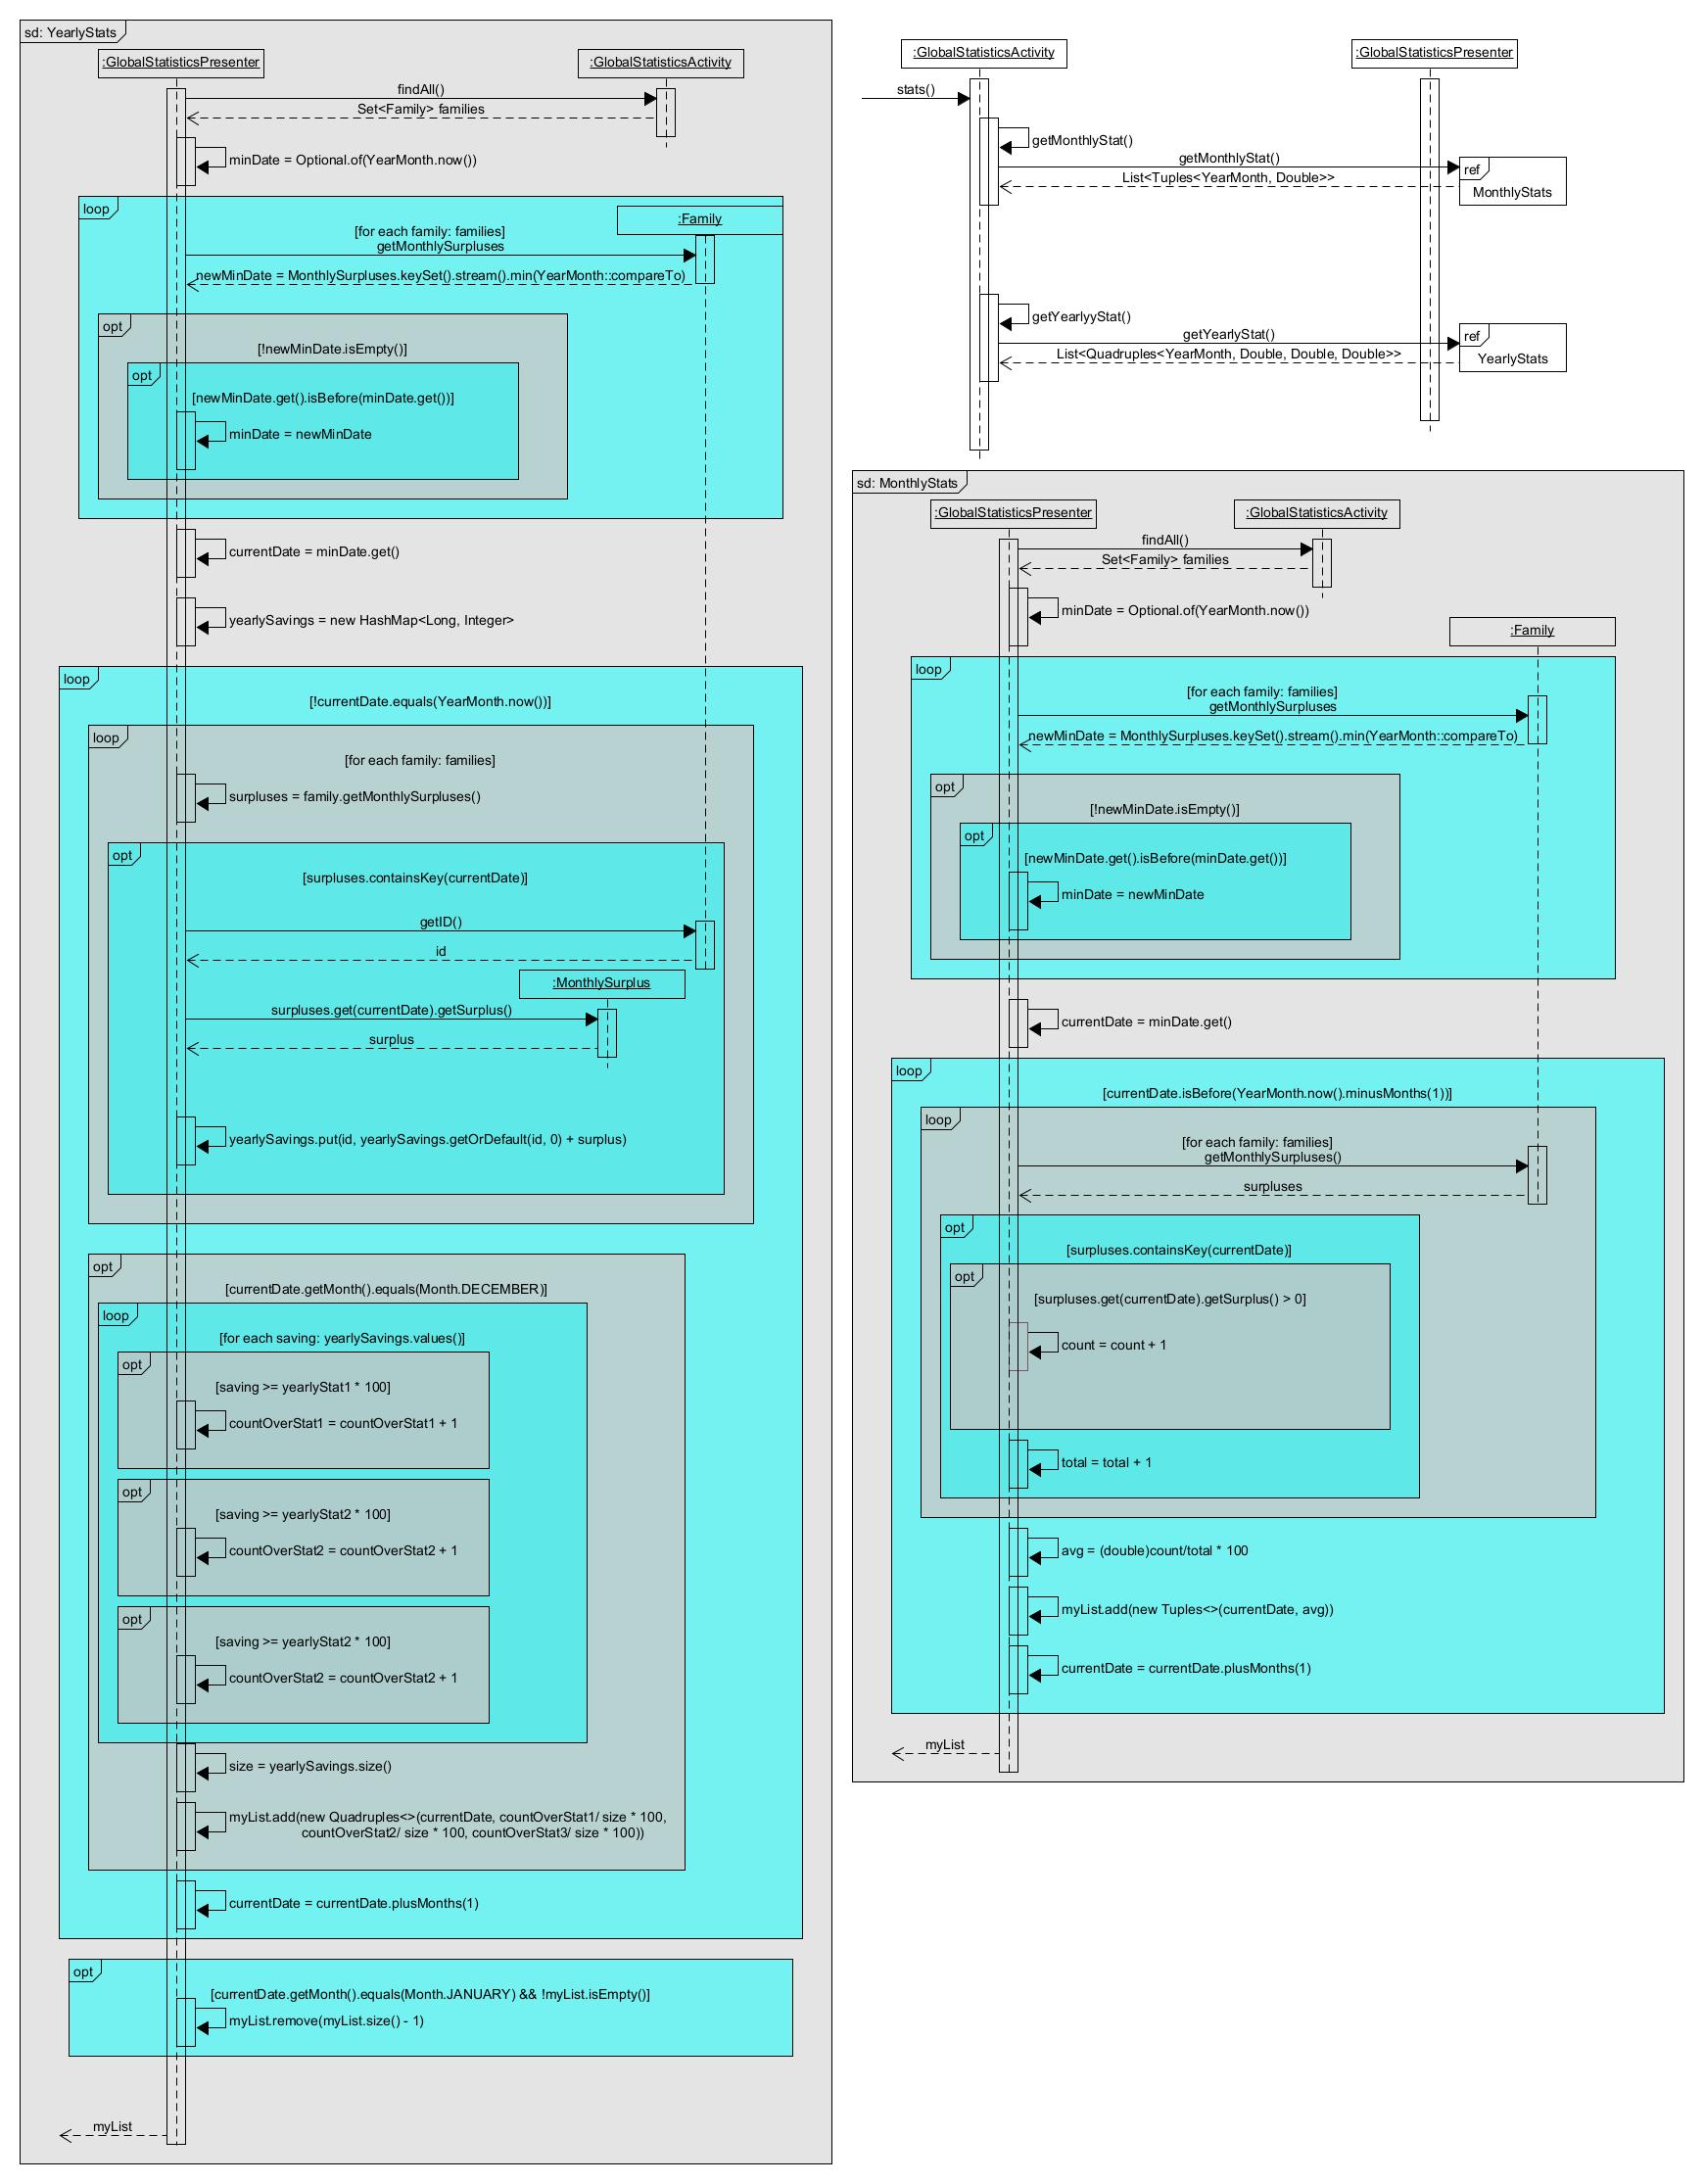 sd: YearlyStats
:GlobalStatisticsPresenter
:GlobalStatisticsActivity
findAll()
Set<Family> families
minDate = Optional.of(YearMonth.now())
loop
:Family
[for each family: families]
getMonthlySurpluses
newMinDate = MonthlySurpluses.keySet().stream().min(YearMonth::compareTo)
opt
[!newMinDate.isEmpty()]
opt
[newMinDate.get().isBefore(minDate.get())]
minDate = newMinDate
currentDate = minDate.get()
yearlySavings = new HashMap<Long, Integer>
loop
[!currentDate.equals(YearMonth.now())]
loop
[for each family: families]
surpluses = family.getMonthlySurpluses()
opt
[surpluses.containsKey(currentDate)]
getID()
id
:MonthlySurplus
surpluses.get(currentDate).getSurplus()
surplus
yearlySavings.put(id, yearlySavings.getOrDefault(id, 0) + surplus)
opt
[currentDate.getMonth().equals(Month.DECEMBER)]
loop
[for each saving: yearlySavings.values()]
opt
[saving >= yearlyStat1 * 100]
countOverStat1 = countOverStat1 + 1
opt
[saving >= yearlyStat2 * 100]
countOverStat2 = countOverStat2 + 1
opt
[saving >= yearlyStat2 * 100]
countOverStat2 = countOverStat2 + 1
size = yearlySavings.size()
myList.add(new Quadruples<>(currentDate, countOverStat1/ size * 100,
countOverStat2/ size * 100, countOverStat3/ size * 100))
currentDate = currentDate.plusMonths(1)
opt
[currentDate.getMonth().equals(Month.JANUARY) && !myList.isEmpty()]
myList.remove(myList.size() - 1)
myList
:GlobalStatisticsActivity
:GlobalStatisticsPresenter
stats()
getMonthlyStat()
getMonthlyStat()
ref
List<Tuples<YearMonth, Double>>
MonthlyStats
getYearlyyStat()
getYearlyStat()
ref
List<Quadruples<YearMonth, Double, Double, Double>>
YearlyStats
sd: MonthlyStats
:GlobalStatisticsPresenter
:GlobalStatisticsActivity
findAll()
Set<Family> families
minDate = Optional.of(YearMonth.now())
:Family
loop
[for each family: families]
getMonthlySurpluses
newMinDate = MonthlySurpluses.keySet().stream().min(YearMonth::compareTo)
opt
[!newMinDate.isEmpty()]
opt
[newMinDate.get().isBefore(minDate.get())]
minDate = newMinDate
currentDate = minDate.get()
loop
[currentDate.isBefore(YearMonth.now().minusMonths(1))]
loop
[for each family: families]
getMonthlySurpluses()
surpluses
opt
[surpluses.containsKey(currentDate)]
opt
[surpluses.get(currentDate).getSurplus() > 0]
count = count + 1
total = total + 1
avg = (double)count/total * 100
myList.add(new Tuples<>(currentDate, avg))
currentDate = currentDate.plusMonths(1)
myList